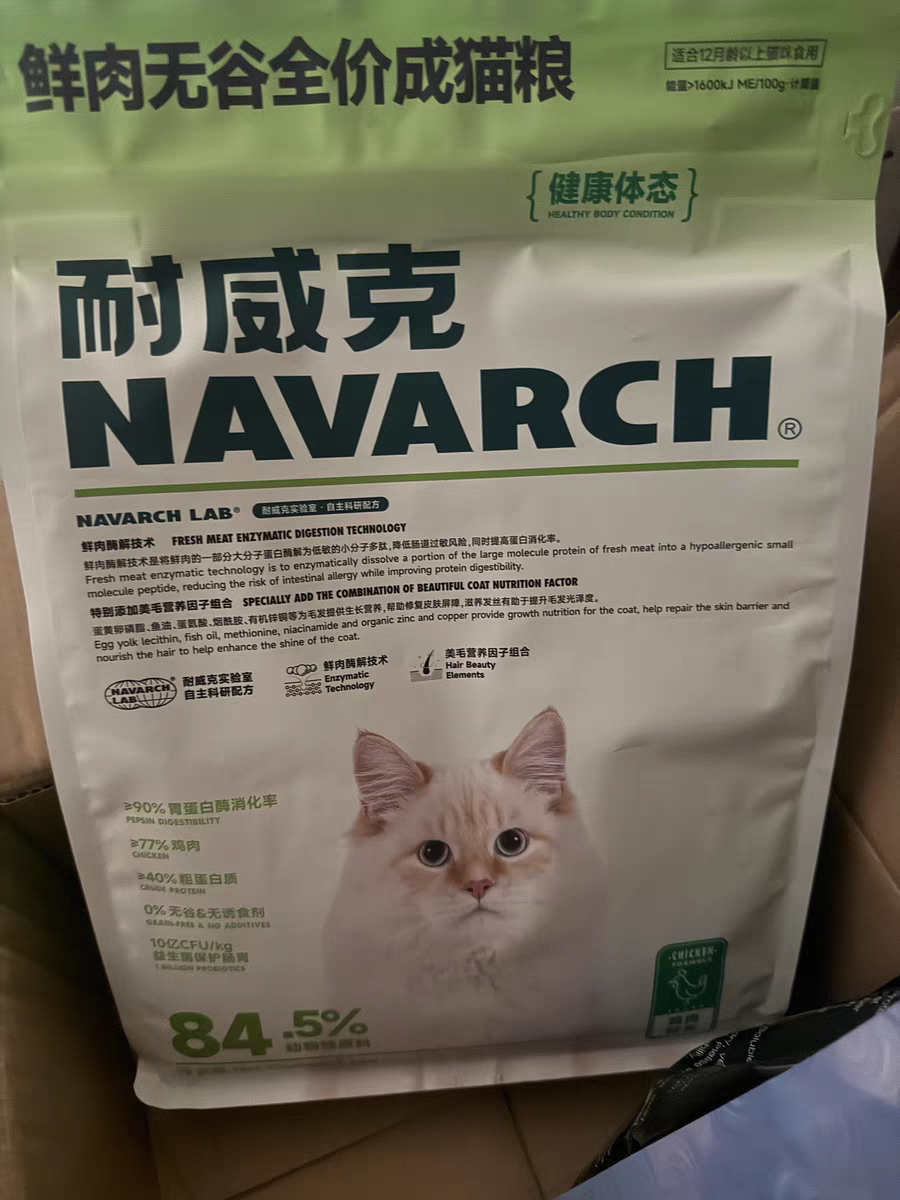 鲜肉无谷全价成猫粮
适合12月龄以上猫咪食用
能量>1600kJ ME/100g·计算值
{健康体态}
HEALTHY BODY CONDITION
耐威克
NAVARCH®
NAVARCH LAB® 耐威克实验室·自主科研配方
鲜肉酶解技术 FRESH MEAT ENZYMATIC DIGESTION TECHNOLOGY
鲜肉酶解技术是将鲜肉的一部分大分子蛋白酶解为低敏的小分子多肽,降低肠道过敏风险,同时提高蛋白消化率。
Fresh meat enzymatic technology is to enzymatically dissolve a portion of the large molecule protein of fresh meat into a hypoallergenic small
molecule peptide, reducing the risk of intestinal allergy while improving protein digestibility.
特别添加美毛营养因子组合 SPECIALLY ADD THE COMBINATION OF BEAUTIFUL COAT NUTRITION FACTOR
蛋黄卵磷脂、鱼油、蛋氨酸、烟酰胺、有机锌铜等为毛发提供生长营养,帮助修复皮肤屏障,滋养发丝有助于提升毛发光泽度。
Egg yolk lecithin, fish oil, methionine, niacinamide and organic zinc and copper provide growth nutrition for the coat, help repair the skin barrier and
nourish the hair to help enhance the shine of the coat.
NAVARCH
LAB
耐威克实验室
自主科研配方
鲜肉酶解技术
Enzymatic
Technology
美毛营养因子组合
Hair Beauty
Elements
≥90% 胃蛋白酶消化率
PEPSIN DIGESTIBILITY
≥77% 鸡肉
CHICKEN
≥40% 粗蛋白质
CRUDE PROTEIN
0% 无谷&无诱食剂
GRAIN-FREE & NO ADDITIVES
10亿CFU/kg
益生菌保护肠胃
1 BILLION PROBIOTICS
84.5%
动物性原料
CHICKEN
FORMULA
鸡肉
Soluble